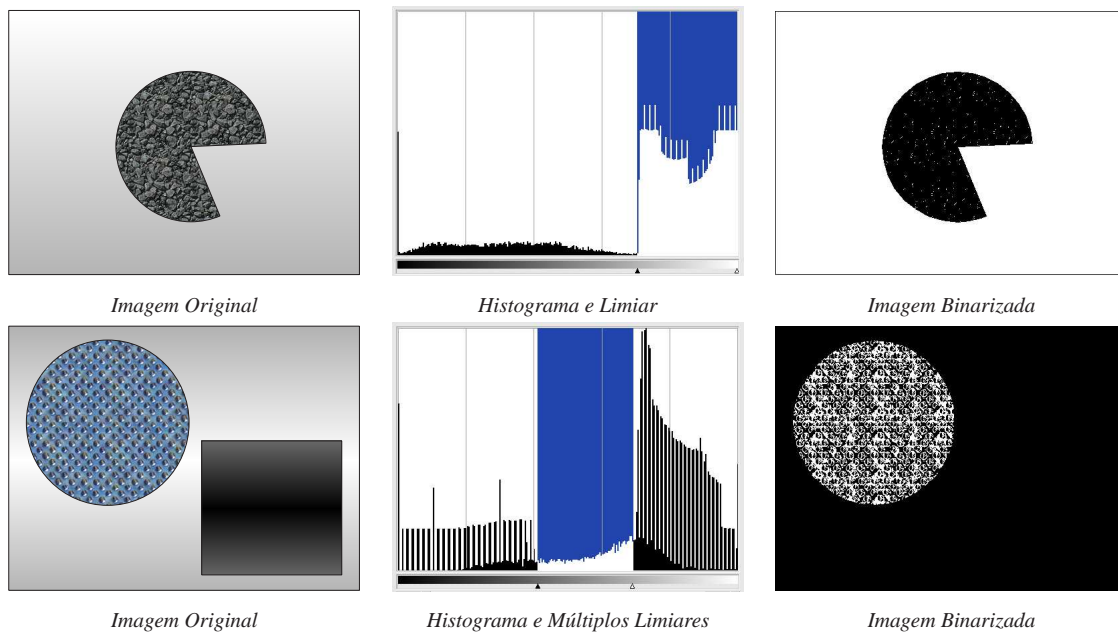 Imagem Original
Histograma e Limiar
Imagem Binarizada
Imagem Original
Histograma e Múltiplos Limiares
Imagem Binarizada